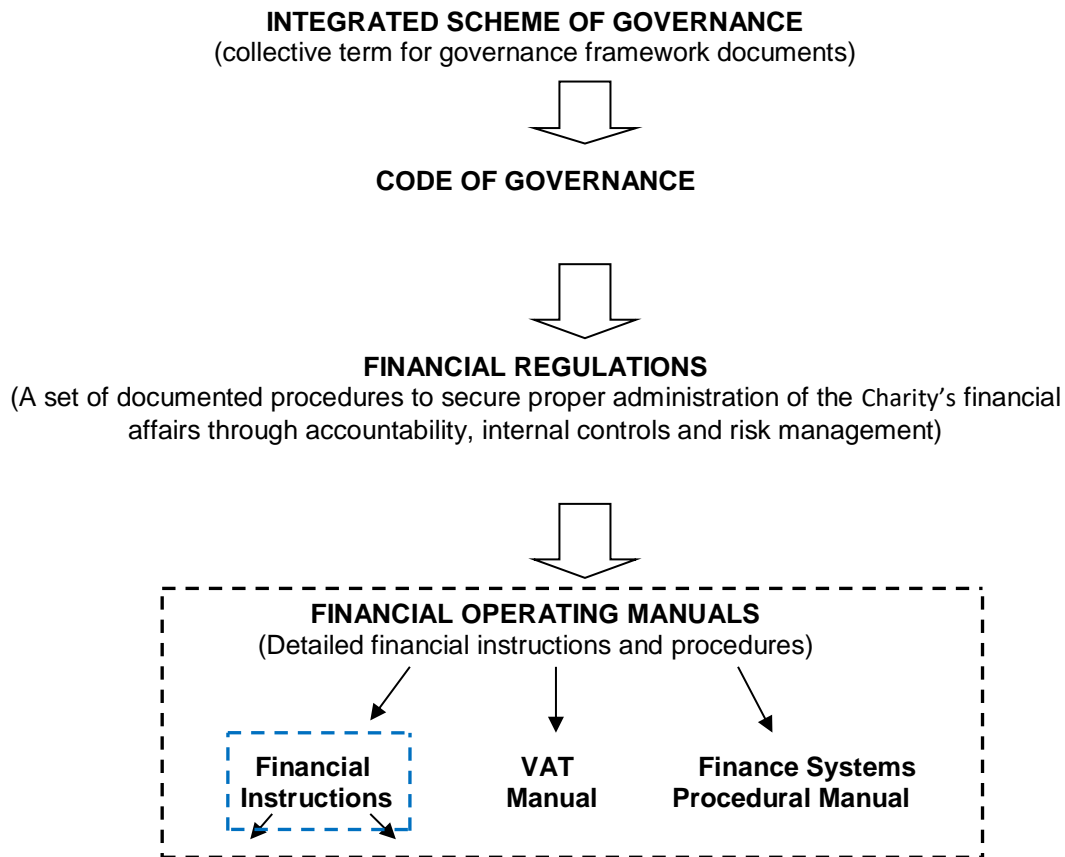 INTEGRATED SCHEME OF GOVERNANCE
(collective term for governance framework documents)
CODE OF GOVERNANCE
FINANCIAL REGULATIONS
(A set of documented procedures to secure proper administration of the Charity's financial
affairs through accountability, internal controls and risk management)
FINANCIAL OPERATING MANUALS
(Detailed financial instructions and procedures)
Financial
Instructions
VAT
Manual
Finance Systems
Procedural Manual